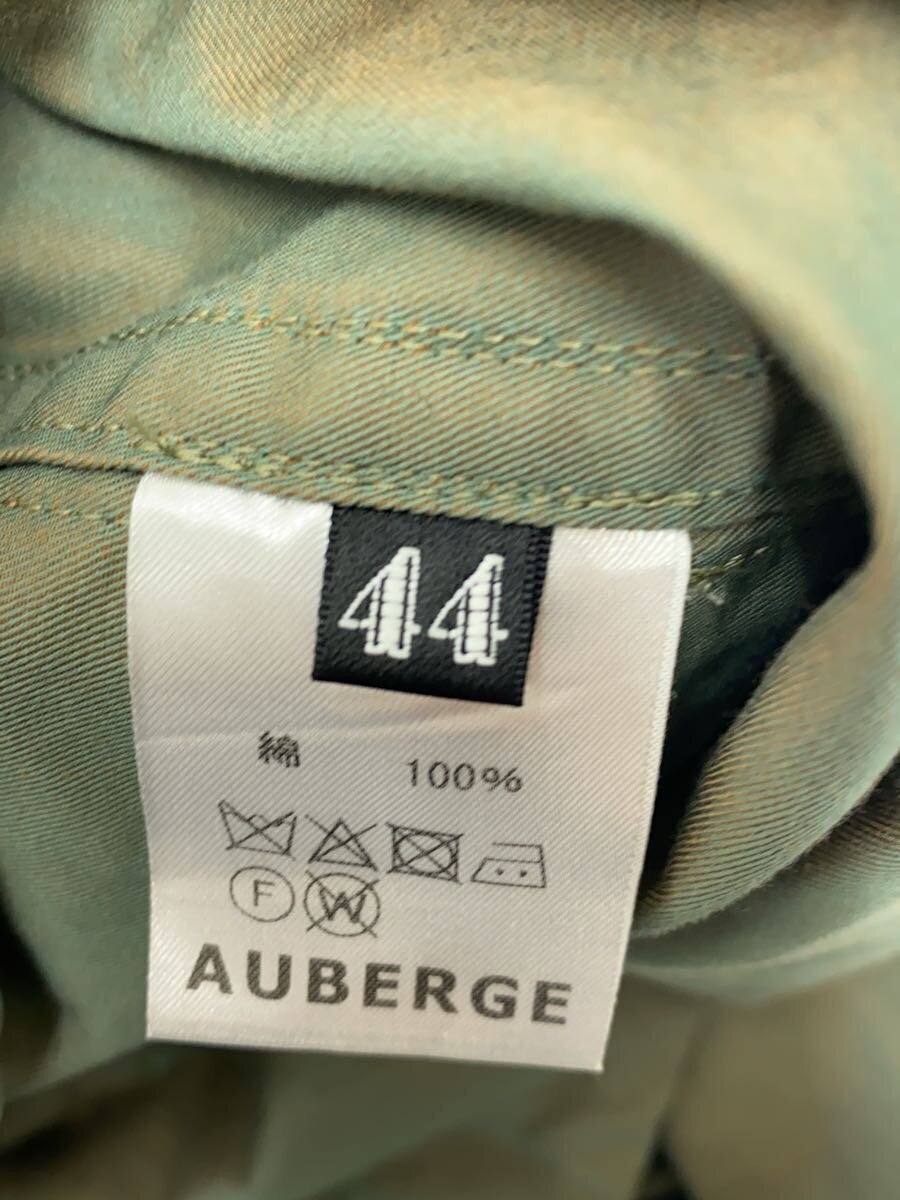 44
綿 100%
F W
AUBERGE